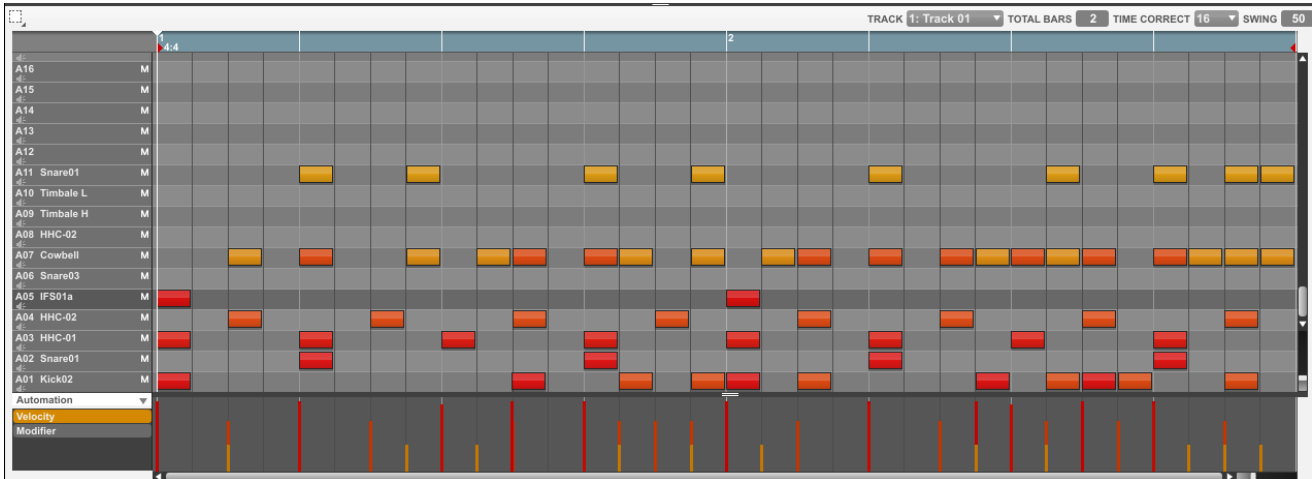 TRACK 1: Track 01 TOTAL BARS 2 TIME CORRECT 16 SWING 50
1 2
4:4
A16 M
A15 M
A14 M
A13 M
A12 M
A11 Snare01 M
A10 Timbale L M
A09 Timbale H M
A08 HHC-02 M
A07 Cowbell M
A06 Snare03 M
A05 IFS01a M
A04 HHC-02 M
A03 HHC-01 M
A02 Snare01 M
A01 Kick02 M
Automation
Velocity
Modifier